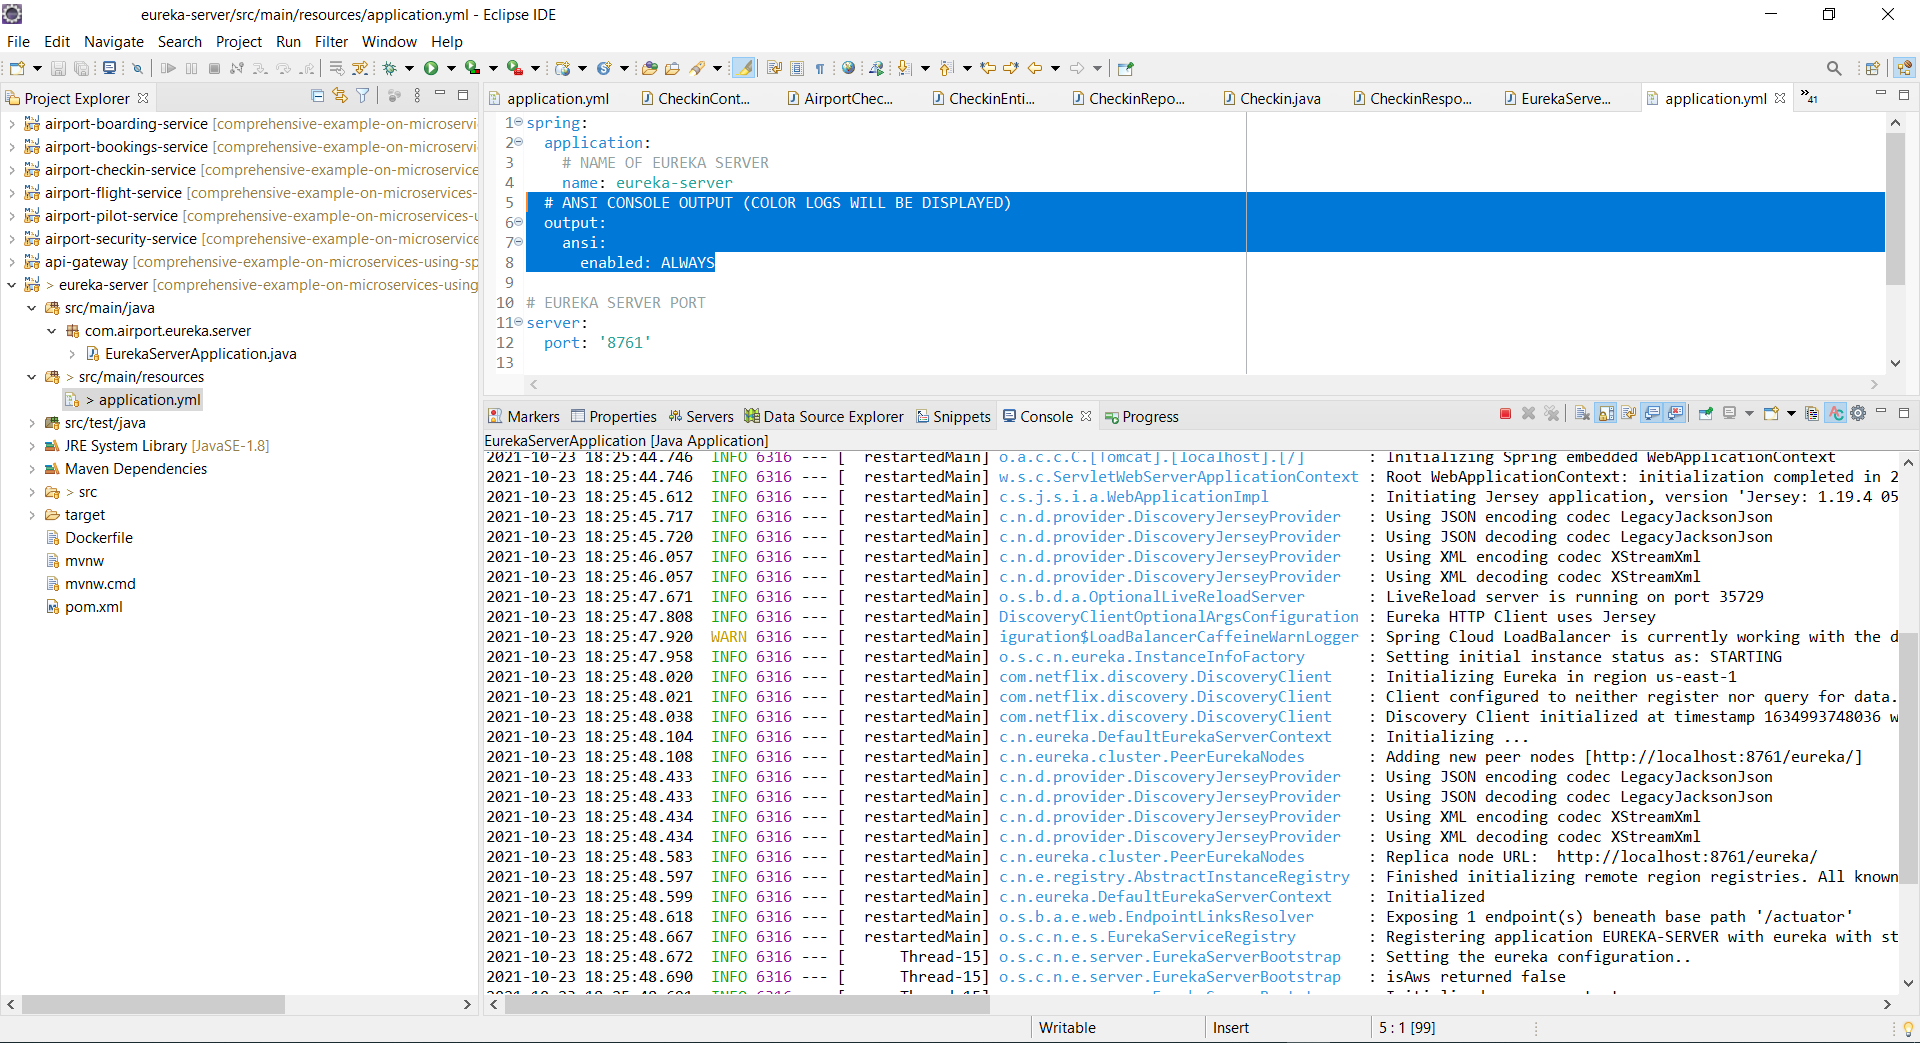 eureka-server/src/main/resources/application.yml - Eclipse IDE
File Edit Navigate Search Project Run Filter Window Help
Project Explorer
airport-boarding-service [comprehensive-example-on-microservi
airport-bookings-service [comprehensive-example-on-microservi
airport-checkin-service [comprehensive-example-on-microservic
airport-flight-service [comprehensive-example-on-microservices-
airport-pilot-service [comprehensive-example-on-microservices-u
airport-security-service [comprehensive-example-on-microservice
api-gateway [comprehensive-example-on-microservices-using-sp
> eureka-server [comprehensive-example-on-microservices-using
src/main/java
com.airport.eureka.server
EurekaServerApplication.java
> src/main/resources
> application.yml
src/test/java
JRE System Library [JavaSE-1.8]
Maven Dependencies
> src
target
Dockerfile
mvnw
mvnw.cmd
pom.xml
application.yml CheckinCont... AirportChec... CheckinEnti... CheckinRepo... Checkin.java CheckinRespo... EurekaServe... application.yml »41
1 spring:
2 application:
3 # NAME OF EUREKA SERVER
4 name: eureka-server
5 # ANSI CONSOLE OUTPUT (COLOR LOGS WILL BE DISPLAYED)
6 output:
7 ansi:
8 enabled: ALWAYS
9
10 # EUREKA SERVER PORT
11 server:
12 port: '8761'
13
Markers Properties Servers Data Source Explorer Snippets Console Progress
EurekaServerApplication [Java Application]
2021-10-23 18:25:44.746 INFO 6316 --- [ restartedMain] o.a.c.c.C.[Tomcat].[localhost].[/] : Initializing Spring embedded WebApplicationContext
2021-10-23 18:25:44.746 INFO 6316 --- [ restartedMain] w.s.c.ServletWebServerApplicationContext : Root WebApplicationContext: initialization completed in 2
2021-10-23 18:25:45.612 INFO 6316 --- [ restartedMain] c.s.j.s.i.a.WebApplicationImpl : Initiating Jersey application, version 'Jersey: 1.19.4 05
2021-10-23 18:25:45.717 INFO 6316 --- [ restartedMain] c.n.d.provider.DiscoveryJerseyProvider : Using JSON encoding codec LegacyJacksonJson
2021-10-23 18:25:45.720 INFO 6316 --- [ restartedMain] c.n.d.provider.DiscoveryJerseyProvider : Using JSON decoding codec LegacyJacksonJson
2021-10-23 18:25:46.057 INFO 6316 --- [ restartedMain] c.n.d.provider.DiscoveryJerseyProvider : Using XML encoding codec XStreamXml
2021-10-23 18:25:46.057 INFO 6316 --- [ restartedMain] c.n.d.provider.DiscoveryJerseyProvider : Using XML decoding codec XStreamXml
2021-10-23 18:25:47.671 INFO 6316 --- [ restartedMain] o.s.b.d.a.OptionalLiveReloadServer : LiveReload server is running on port 35729
2021-10-23 18:25:47.808 INFO 6316 --- [ restartedMain] DiscoveryClientOptionalArgsConfiguration : Eureka HTTP Client uses Jersey
2021-10-23 18:25:47.920 WARN 6316 --- [ restartedMain] iguration$LoadBalancerCaffeineWarnLogger : Spring Cloud LoadBalancer is currently working with the d
2021-10-23 18:25:47.958 INFO 6316 --- [ restartedMain] o.s.c.n.eureka.InstanceInfoFactory : Setting initial instance status as: STARTING
2021-10-23 18:25:48.020 INFO 6316 --- [ restartedMain] com.netflix.discovery.DiscoveryClient : Initializing Eureka in region us-east-1
2021-10-23 18:25:48.021 INFO 6316 --- [ restartedMain] com.netflix.discovery.DiscoveryClient : Client configured to neither register nor query for data.
2021-10-23 18:25:48.038 INFO 6316 --- [ restartedMain] com.netflix.discovery.DiscoveryClient : Discovery Client initialized at timestamp 1634993748036 w
2021-10-23 18:25:48.104 INFO 6316 --- [ restartedMain] c.n.eureka.DefaultEurekaServerContext : Initializing ...
2021-10-23 18:25:48.108 INFO 6316 --- [ restartedMain] c.n.eureka.cluster.PeerEurekaNodes : Adding new peer nodes [http://localhost:8761/eureka/]
2021-10-23 18:25:48.433 INFO 6316 --- [ restartedMain] c.n.d.provider.DiscoveryJerseyProvider : Using JSON encoding codec LegacyJacksonJson
2021-10-23 18:25:48.433 INFO 6316 --- [ restartedMain] c.n.d.provider.DiscoveryJerseyProvider : Using JSON decoding codec LegacyJacksonJson
2021-10-23 18:25:48.434 INFO 6316 --- [ restartedMain] c.n.d.provider.DiscoveryJerseyProvider : Using XML encoding codec XStreamXml
2021-10-23 18:25:48.434 INFO 6316 --- [ restartedMain] c.n.d.provider.DiscoveryJerseyProvider : Using XML decoding codec XStreamXml
2021-10-23 18:25:48.583 INFO 6316 --- [ restartedMain] c.n.eureka.cluster.PeerEurekaNodes : Replica node URL: http://localhost:8761/eureka/
2021-10-23 18:25:48.597 INFO 6316 --- [ restartedMain] c.n.e.registry.AbstractInstanceRegistry : Finished initializing remote region registries. All known
2021-10-23 18:25:48.599 INFO 6316 --- [ restartedMain] c.n.eureka.DefaultEurekaServerContext : Initialized
2021-10-23 18:25:48.618 INFO 6316 --- [ restartedMain] o.s.b.a.e.web.EndpointLinksResolver : Exposing 1 endpoint(s) beneath base path '/actuator'
2021-10-23 18:25:48.667 INFO 6316 --- [ restartedMain] o.s.c.n.e.s.EurekaServiceRegistry : Registering application EUREKA-SERVER with eureka with st
2021-10-23 18:25:48.672 INFO 6316 --- [ Thread-15] o.s.c.n.e.server.EurekaServerBootstrap : Setting the eureka configuration..
2021-10-23 18:25:48.690 INFO 6316 --- [ Thread-15] o.s.c.n.e.server.EurekaServerBootstrap : isAws returned false
Writable Insert 5 : 1 [99]